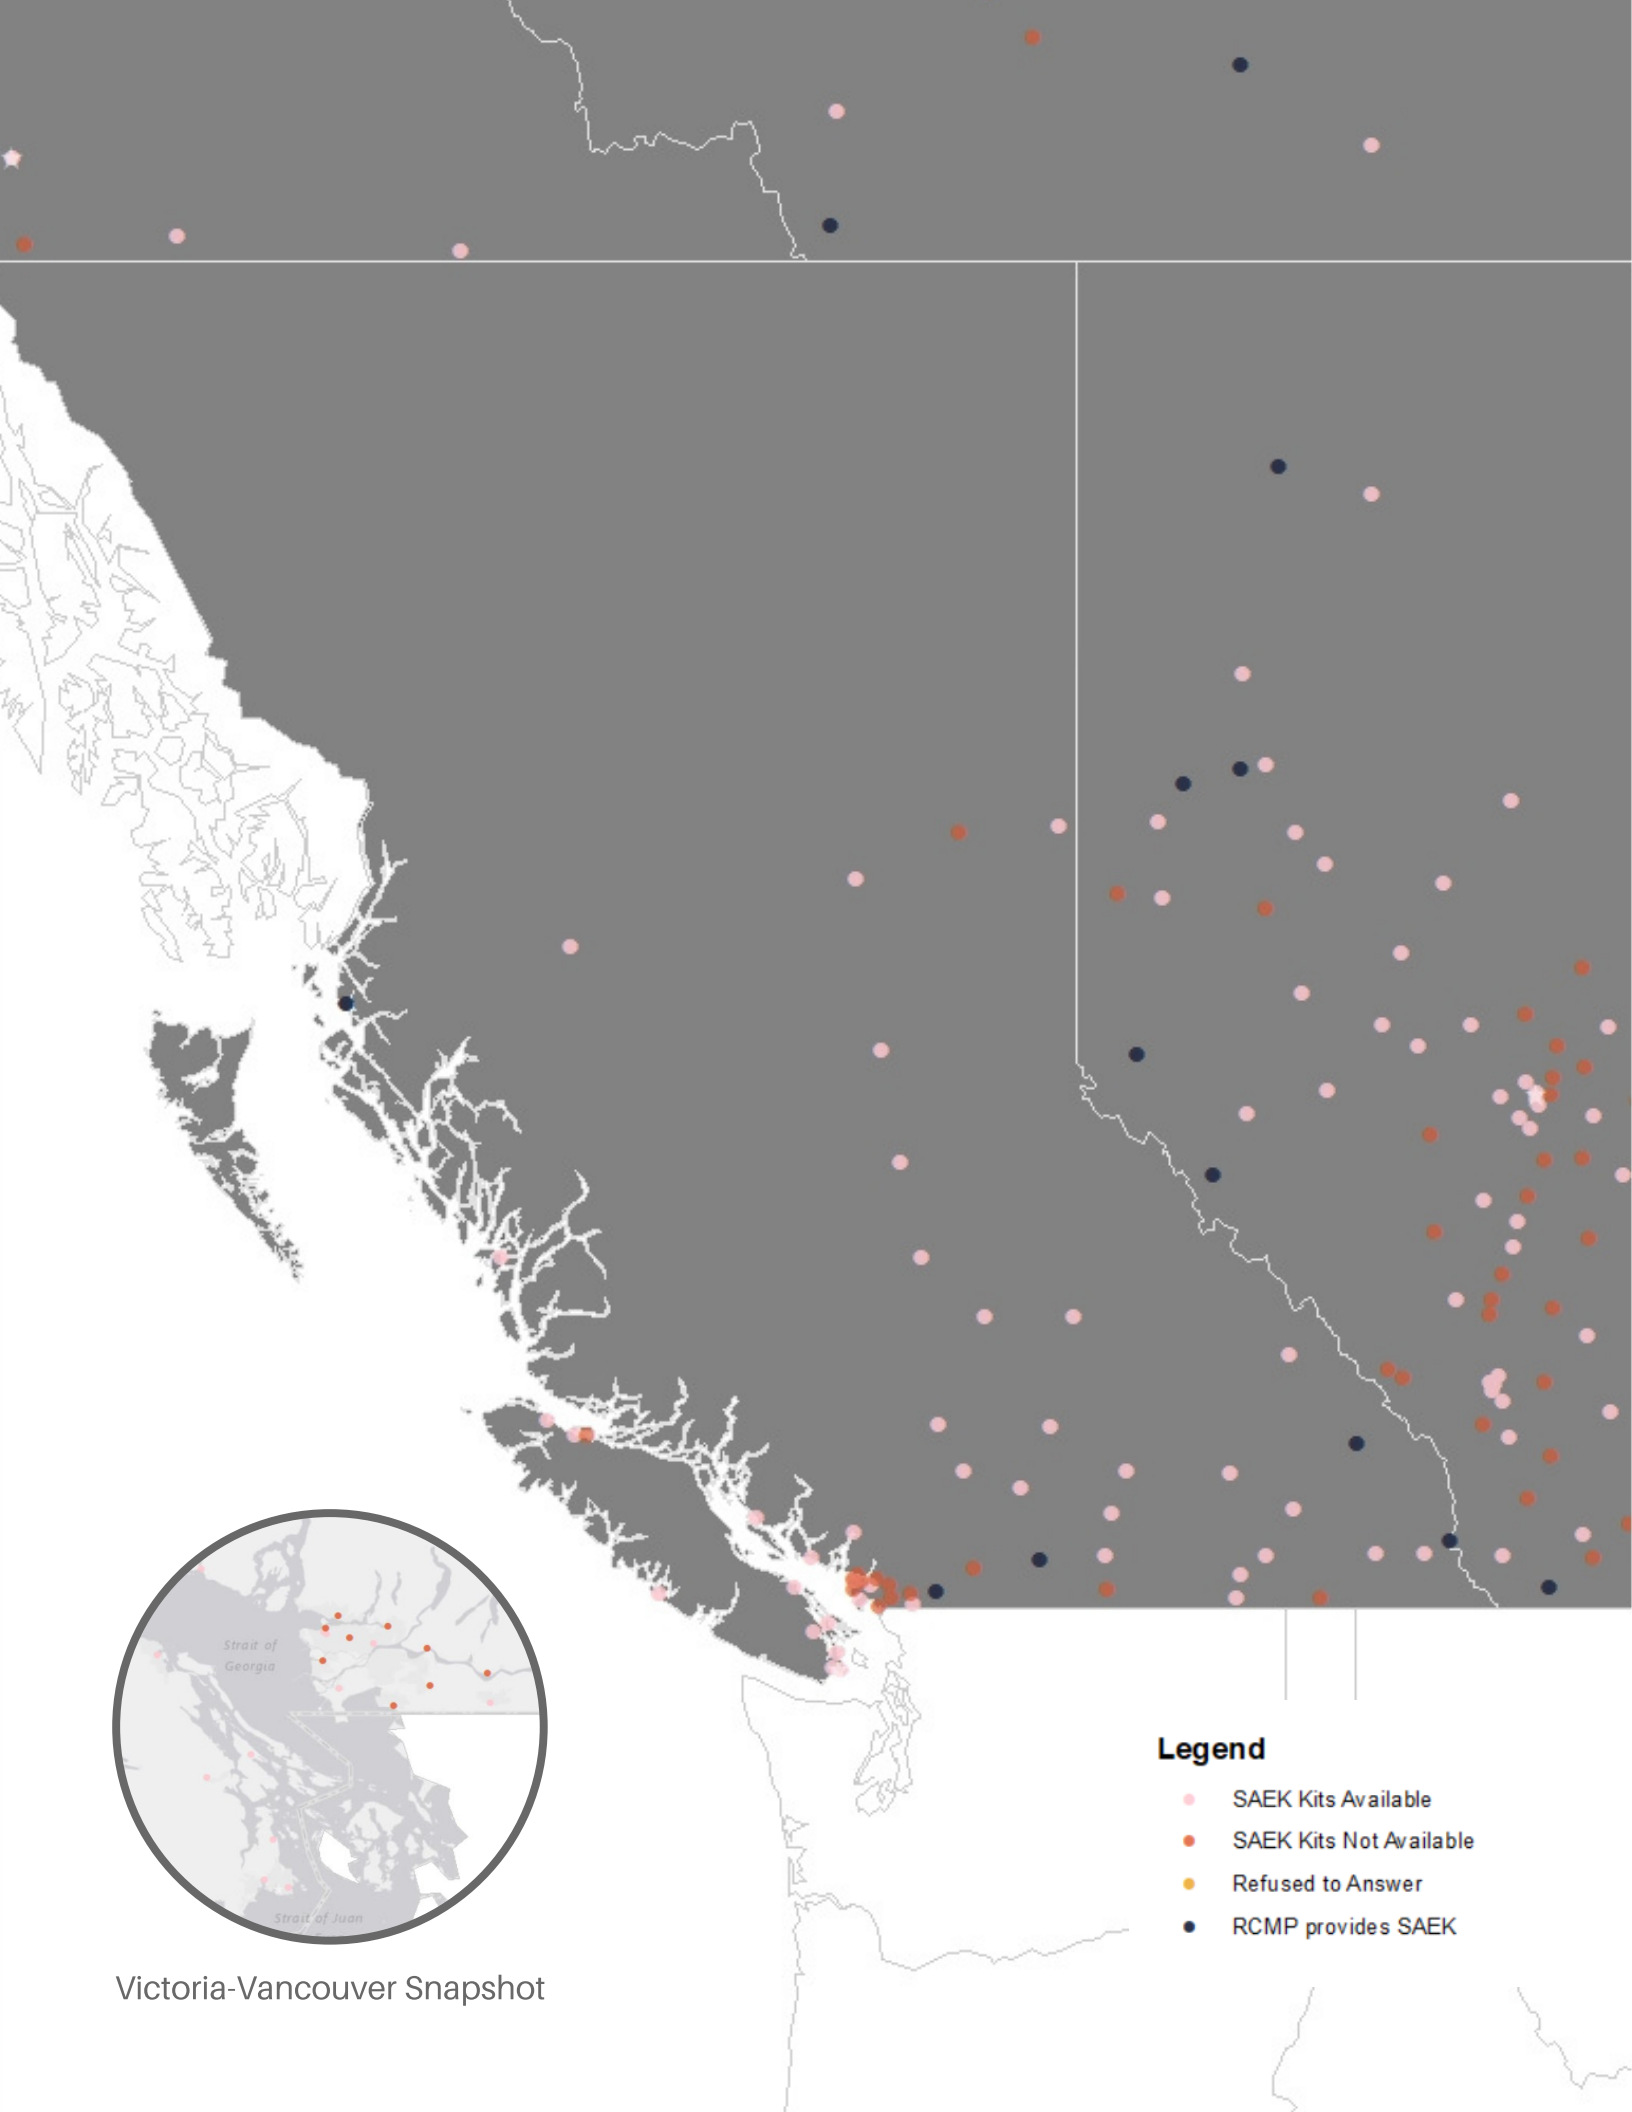 Strait of
Georgia
Strait of Juan
Victoria-Vancouver Snapshot
Legend
SAEK Kits Available
SAEK Kits Not Available
Refused to Answer
RCMP provides SAEK